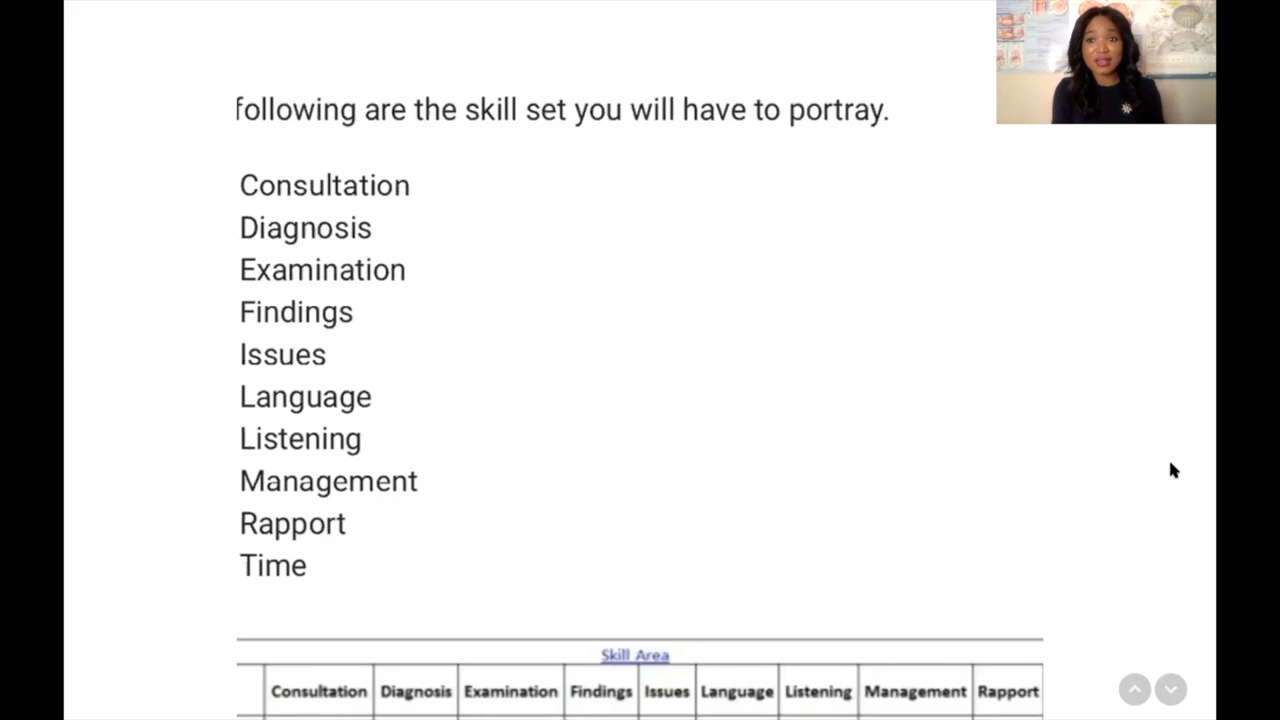 following are the skill set you will have to portray.
Consultation
Diagnosis
Examination
Findings
Issues
Language
Listening
Management
Rapport
Time
Skill Area
Consultation Diagnosis Examination Findings Issues Language Listening Management Rapport